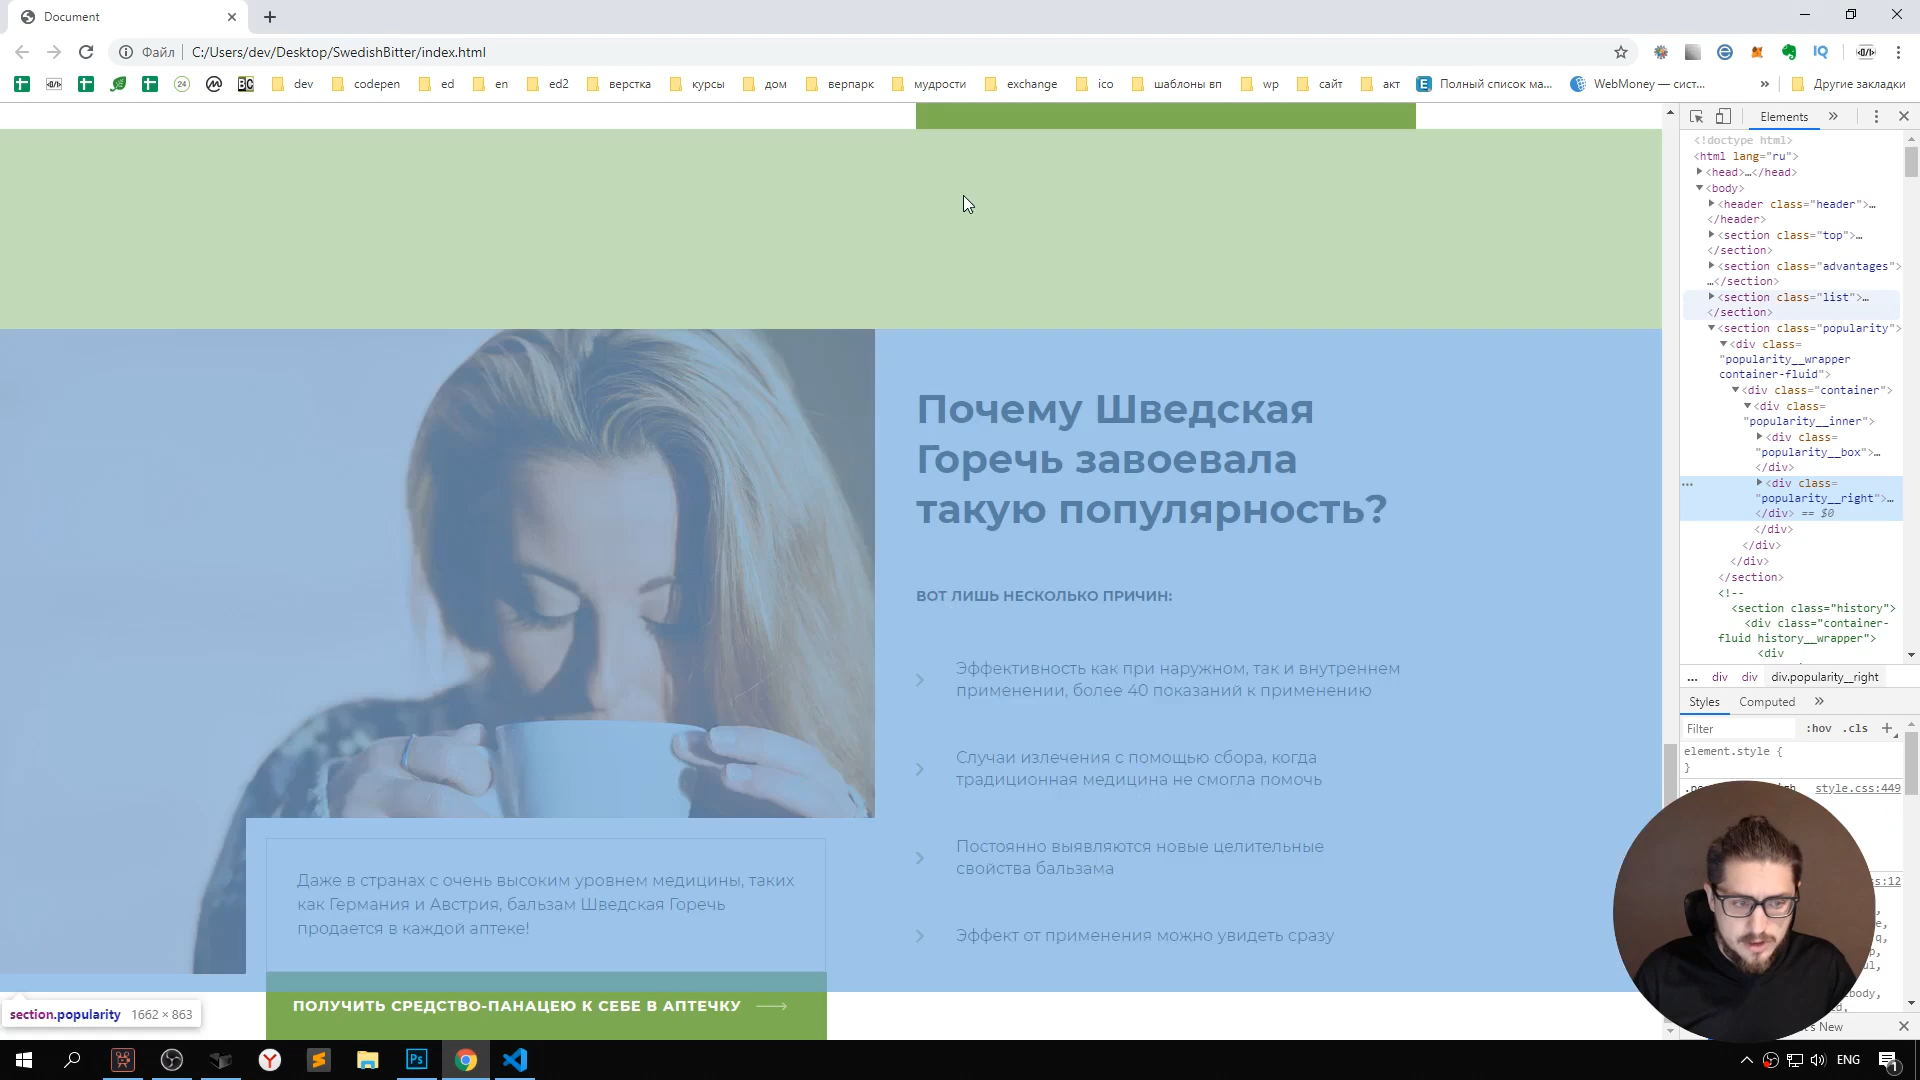 Document
Файл
C:/Users/dev/Desktop/SwedishBitter/index.html
IQ
24
BC
dev
codepen
ed
en
ed2
верстка
курсы
дом
верпарк
мудрости
exchange
ico
шаблоны вп
wp
сайт
акт
Полный список ма...
WebMoney — сист...
»
Другие закладки
Почему Шведская
Горечь завоевала
такую популярность?
ВОТ ЛИШЬ НЕСКОЛЬКО ПРИЧИН:
Эффективность как при наружном, так и внутреннем
применении, более 40 показаний к применению
Случаи излечения с помощью сбора, когда
традиционная медицина не смогла помочь
Постоянно выявляются новые целительные
свойства бальзама
Эффект от применения можно увидеть сразу
Даже в странах с очень высоким уровнем медицины, таких
как Германия и Австрия, бальзам Шведская Горечь
продается в каждой аптеке!
ПОЛУЧИТЬ СРЕДСТВО-ПАНАЦЕЮ К СЕБЕ В АПТЕЧКУ
section.popularity 1662 × 863
Elements »
<!doctype html>
<html lang="ru">
<head>…</head>
<body>
<header class="header">…
</header>
<section class="top">…
</section>
<section class="advantages">
…</section>
<section class="list">…
</section>
<section class="popularity">
<div class=
"popularity__wrapper
container-fluid">
<div class="container">
<div class=
"popularity__inner">
<div class=
"popularity__box">…
</div>
<div class=
"popularity__right">…
</div> == $0
</div>
</div>
</div>
</section>
<!--
<section class="history">
<div class="container-
fluid history__wrapper">
<div
... div div div.popularity__right
Styles Computed »
Filter :hov .cls +
element.style {
}
style.css:449
s:12
body,
's New
Ps
ENG
1